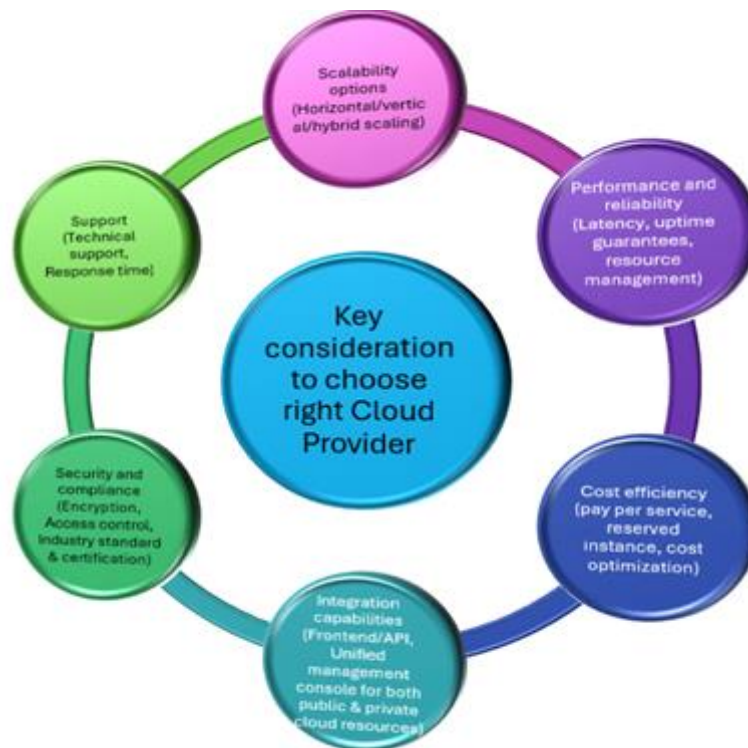 Scalability
options
(Horizontal/vertic
al/hybrid scaling)
Performance and
reliability
(Latency, uptime
guarantees,
resource
management)
Cost efficiency
(pay per service,
reserved
instance, cost
optimization)
Integration
capabilities
(Frontend/API,
Unified
management
console for both
public & private
cloud resources)
Security and
compliance
(Encryption,
Access control,
Industry standard
& certification)
Support
(Technical
support,
Response time)
Key
consideration
to choose
right Cloud
Provider